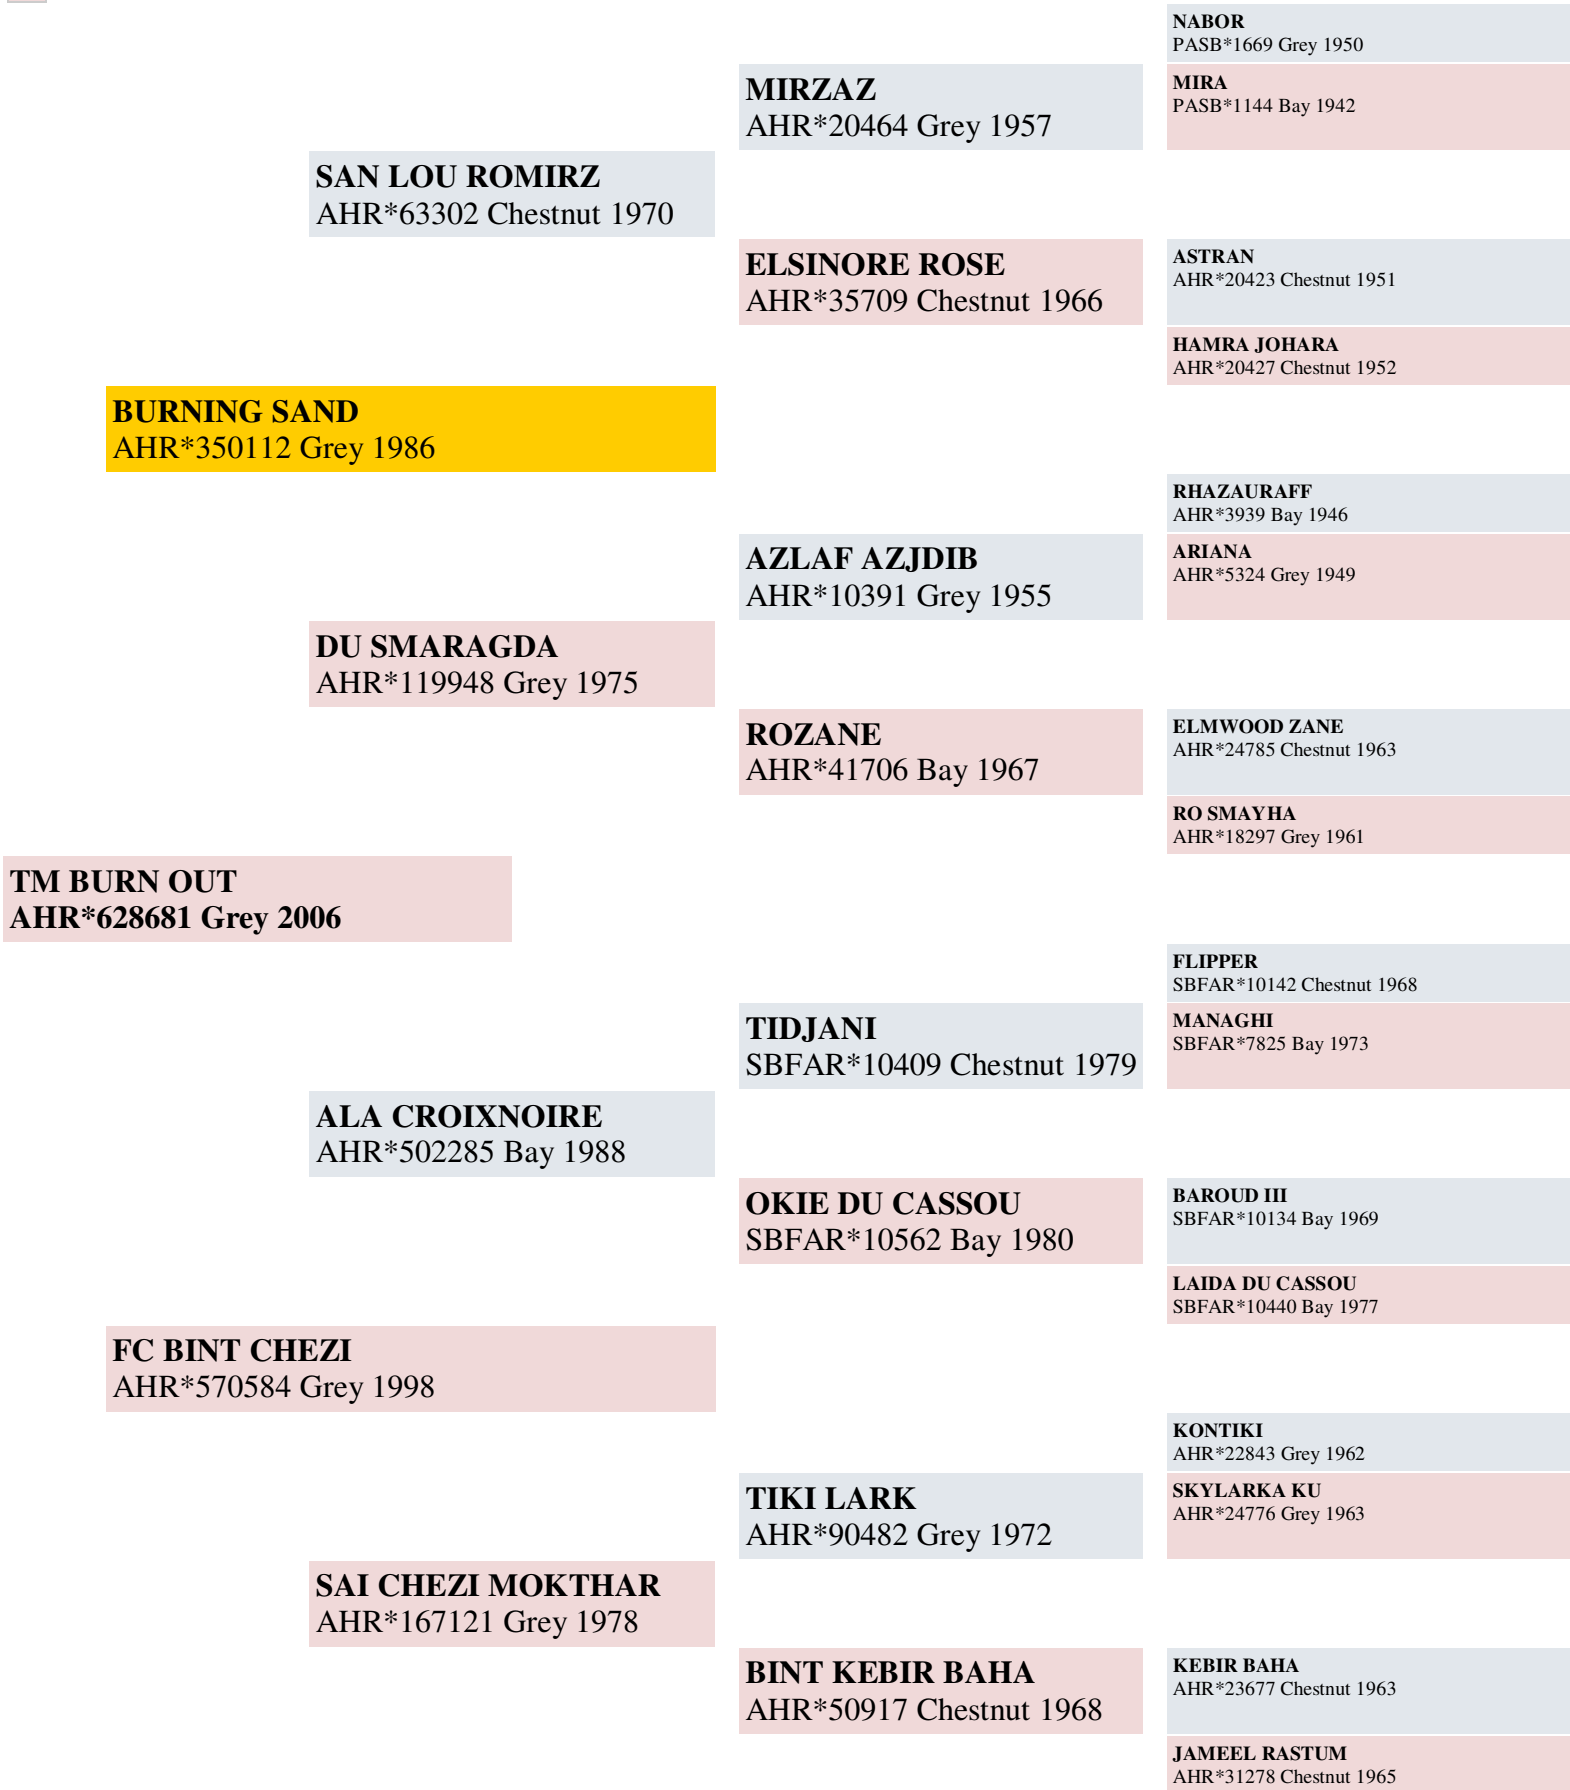 NABOR
PASB*1669 Grey 1950
MIRZAZ
AHR*20464 Grey 1957
MIRA
PASB*1144 Bay 1942
SAN LOU ROMIRZ
AHR*63302 Chestnut 1970
ELSINORE ROSE
AHR*35709 Chestnut 1966
ASTRAN
AHR*20423 Chestnut 1951
HAMRA JOHARA
AHR*20427 Chestnut 1952
BURNING SAND
AHR*350112 Grey 1986
RHAZAURAFF
AHR*3939 Bay 1946
AZLAF AZJDIB
AHR*10391 Grey 1955
ARIANA
AHR*5324 Grey 1949
DU SMARAGDA
AHR*119948 Grey 1975
ROZANE
AHR*41706 Bay 1967
ELMWOOD ZANE
AHR*24785 Chestnut 1963
RO SMAYHA
AHR*18297 Grey 1961
TM BURN OUT
AHR*628681 Grey 2006
FLIPPER
SBFAR*10142 Chestnut 1968
TIDJANI
SBFAR*10409 Chestnut 1979
MANAGHI
SBFAR*7825 Bay 1973
ALA CROIXNOIRE
AHR*502285 Bay 1988
OKIE DU CASSOU
SBFAR*10562 Bay 1980
BAROUD III
SBFAR*10134 Bay 1969
LAIDA DU CASSOU
SBFAR*10440 Bay 1977
FC BINT CHEZI
AHR*570584 Grey 1998
KONTIKI
AHR*22843 Grey 1962
TIKI LARK
AHR*90482 Grey 1972
SKYLARKA KU
AHR*24776 Grey 1963
SAI CHEZI MOKTHAR
AHR*167121 Grey 1978
BINT KEBIR BAHA
AHR*50917 Chestnut 1968
KEBIR BAHA
AHR*23677 Chestnut 1963
JAMEEL RASTUM
AHR*31278 Chestnut 1965